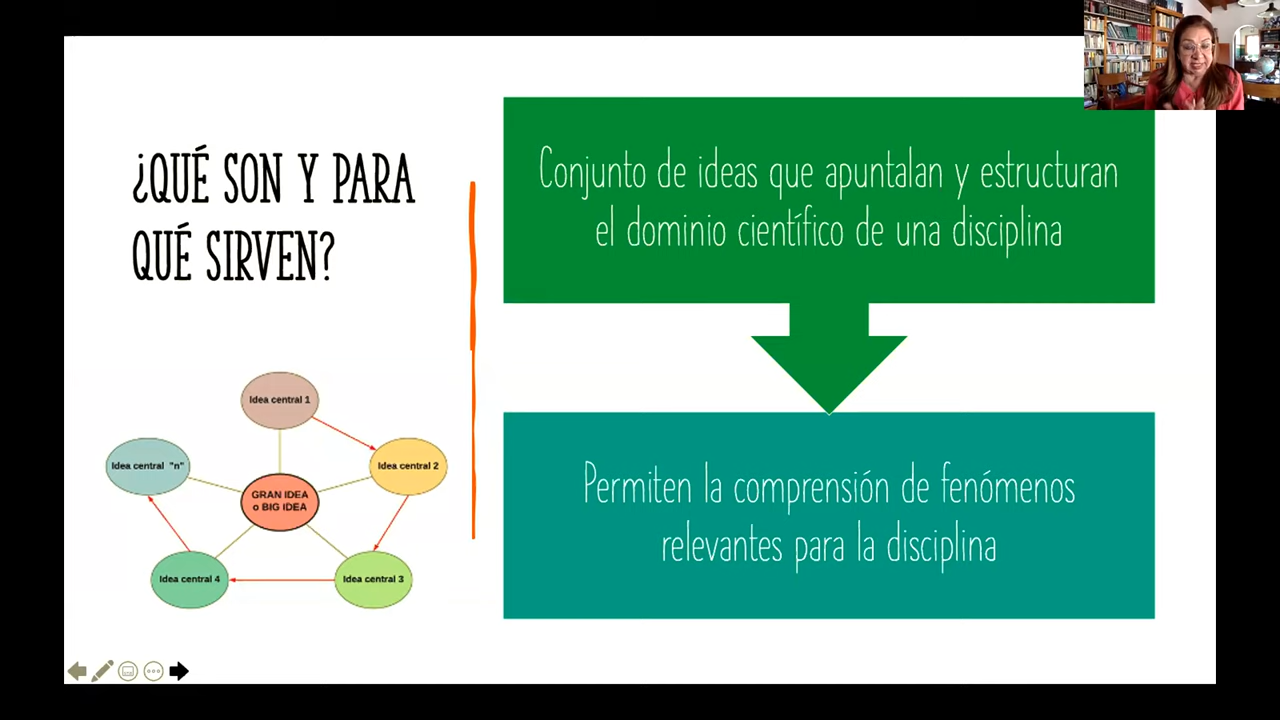 ¿QUÉ SON Y PARA
QUÉ SIRVEN?
Conjunto de ideas que apuntalan y estructuran
el dominio científico de una disciplina
Permiten la comprensión de fenómenos
relevantes para la disciplina
Idea central 1
Idea central 2
Idea central 3
Idea central 4
Idea central "n"
GRAN IDEA
o BIG IDEA